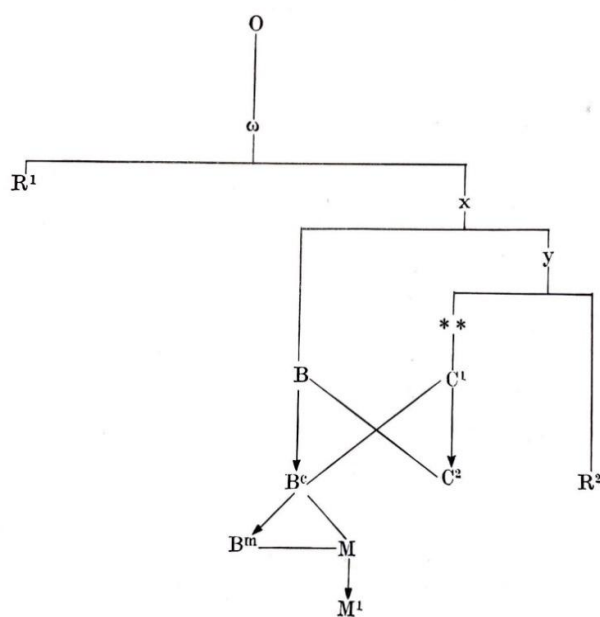 O
ω
R¹
x
y
* *
B C¹
Bᶜ C² R²
Bᵐ M
M¹